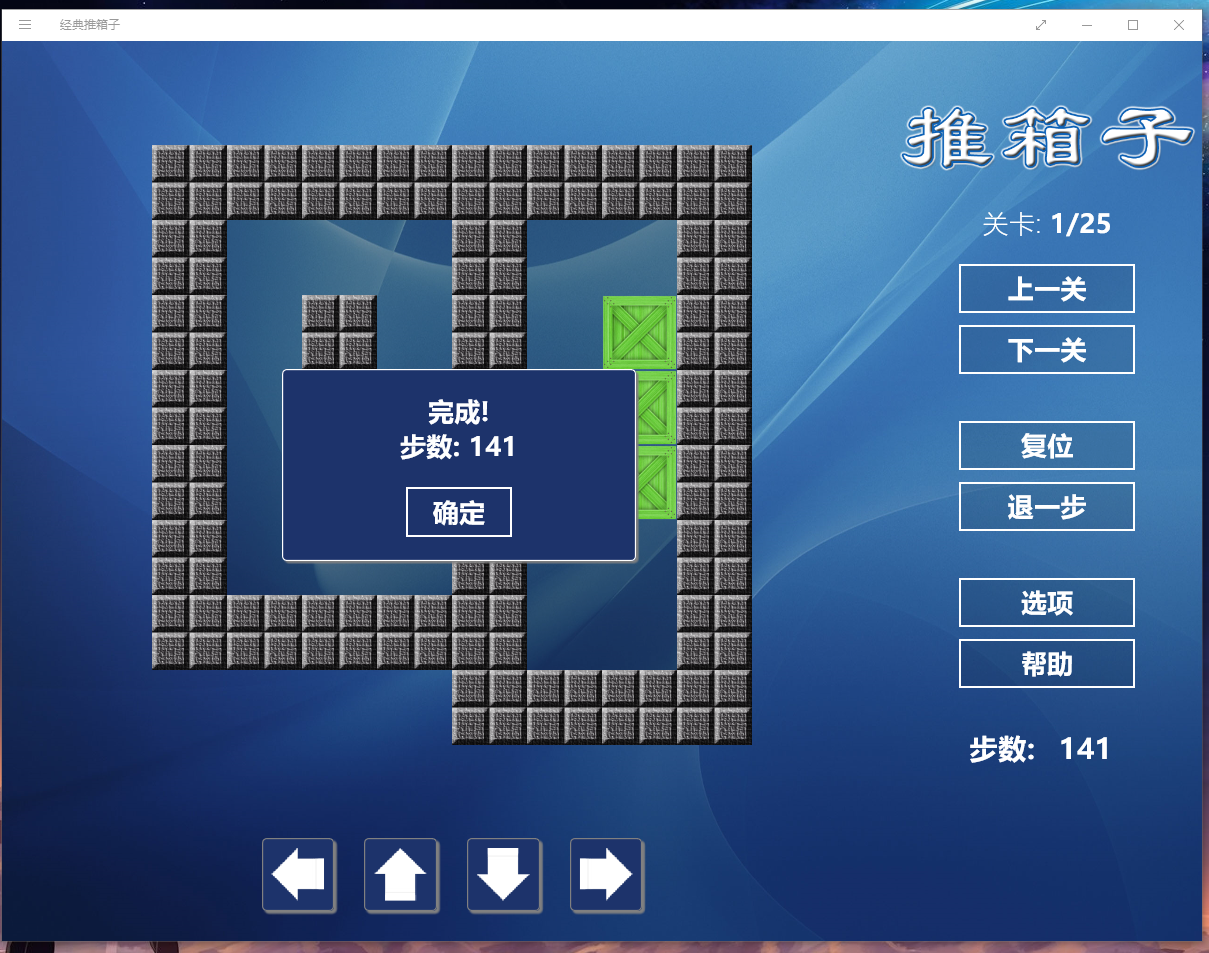 经典推箱子
推箱子
关卡: 1/25
上一关
下一关
完成!
步数: 141
确定
复位
退一步
选项
帮助
步数: 141